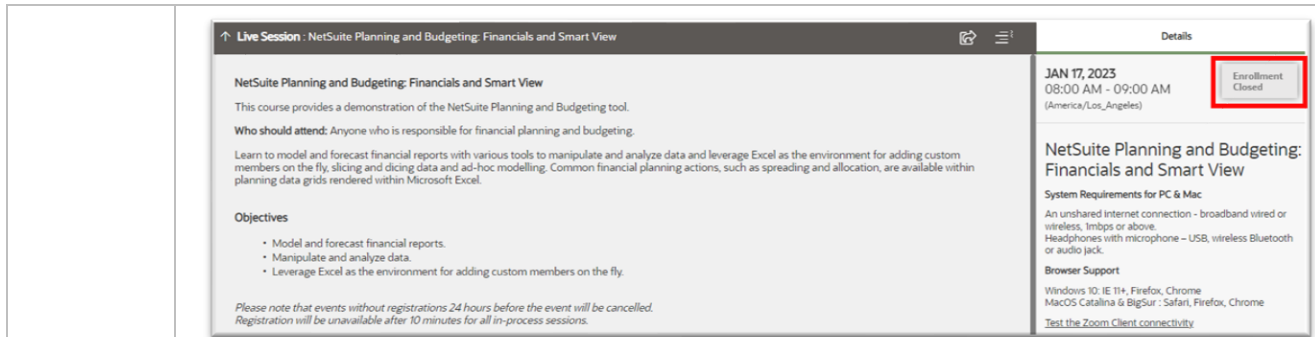 ↑ Live Session : NetSuite Planning and Budgeting: Financials and Smart View
NetSuite Planning and Budgeting: Financials and Smart View
This course provides a demonstration of the NetSuite Planning and Budgeting tool.
Who should attend: Anyone who is responsible for financial planning and budgeting.
Learn to model and forecast financial reports with various tools to manipulate and analyze data and leverage Excel as the environment for adding custom
members on the fly, slicing and dicing data and ad-hoc modelling. Common financial planning actions, such as spreading and allocation, are available within
planning data grids rendered within Microsoft Excel.
Objectives
• Model and forecast financial reports.
• Manipulate and analyze data.
• Leverage Excel as the environment for adding custom members on the fly.
Please note that events without registrations 24 hours before the event will be cancelled.
Registration will be unavailable after 10 minutes for all in-process sessions.
Details
JAN 17, 2023
08:00 AM - 09:00 AM
(America/Los_Angeles)
Enrollment
Closed
NetSuite Planning and Budgeting:
Financials and Smart View
System Requirements for PC & Mac
An unshared internet connection - broadband wired or
wireless, 1mbps or above.
Headphones with microphone – USB, wireless Bluetooth
or audio jack.
Browser Support
Windows 10: IE 11+, Firefox, Chrome
MacOS Catalina & BigSur : Safari, Firefox, Chrome
Test the Zoom Client connectivity